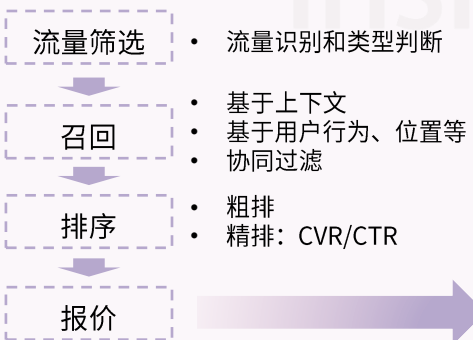 流量筛选
• 流量识别和类型判断
召回
• 基于上下文
• 基于用户行为、位置等
• 协同过滤
排序
• 粗排
• 精排：CVR/CTR
报价